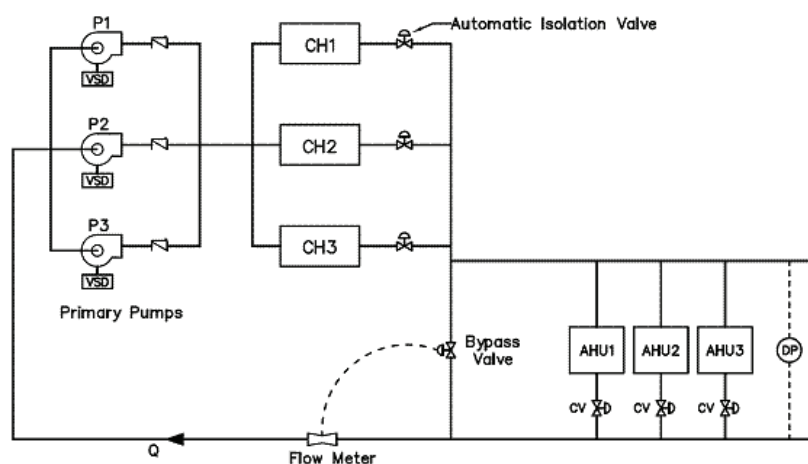 P1
VSD
P2
VSD
P3
VSD
Primary Pumps
CH1
CH2
CH3
Automatic Isolation Valve
Bypass
Valve
AHU1
AHU2
AHU3
DP
CV
CV
CV
Q
Flow Meter